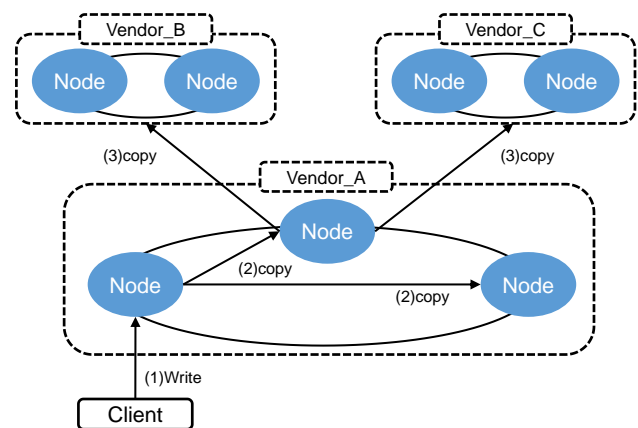 Vendor_B
Vendor_C
Node
Node
Node
Node
(3)copy
(3)copy
Vendor_A
Node
(2)copy
Node
Node
(2)copy
(1)Write
Client